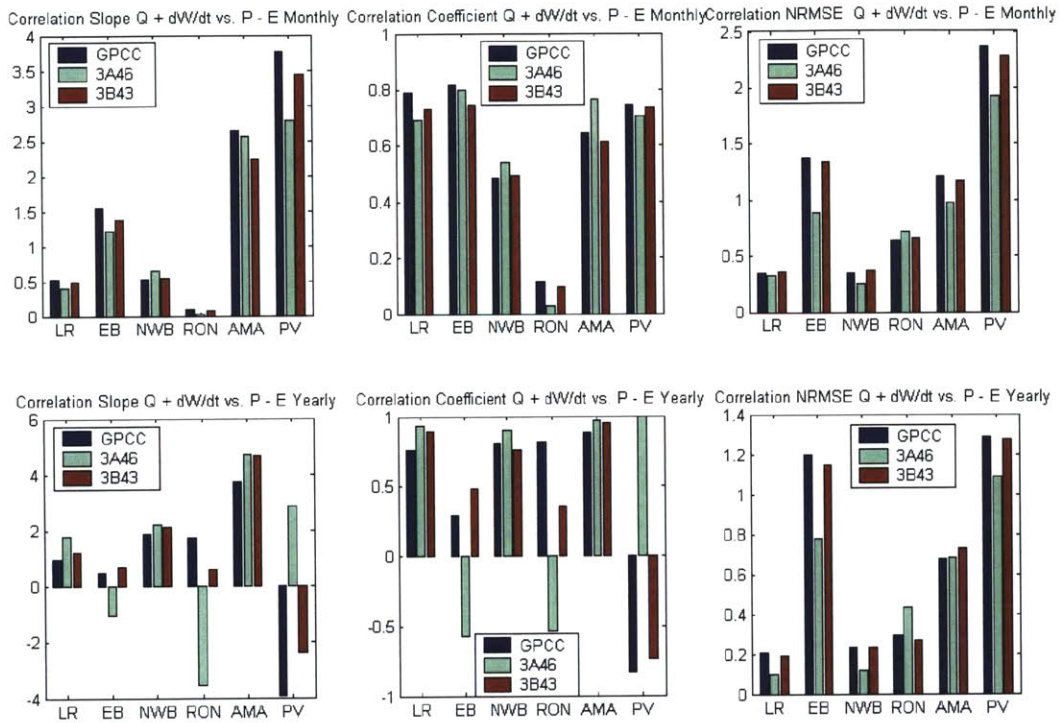 Correlation Slope Q + dW/dt vs. P - E Monthly
4
3.5
3
2.5
2
1.5
1
0.5
0
GPCC
3A46
3B43
LR EB NWB RON AMA PV
Correlation Coefficient Q + dW/dt vs. P - E Monthly
1
0.8
0.6
0.4
0.2
0
GPCC
3A46
3B43
LR EB NWB RON AMA PV
Correlation NRMSE Q + dW/dt vs. P - E Monthly
2.5
2
1.5
1
0.5
0
GPCC
3A46
3B43
LR EB NWB RON AMA PV
Correlation Slope Q + dW/dt vs. P - E Yearly
6
4
2
0
-2
-4
GPCC
3A46
3B43
LR EB NWB RON AMA PV
Correlation Coefficient Q + dW/dt vs. P - E Yearly
1
0.5
0
-0.5
-1
GPCC
3A46
3B43
LR EB NWB RON AMA PV
Correlation NRMSE Q + dW/dt vs. P - E Yearly
1.4
1.2
1
0.8
0.6
0.4
0.2
0
GPCC
3A46
3B43
LR EB NWB RON AMA PV